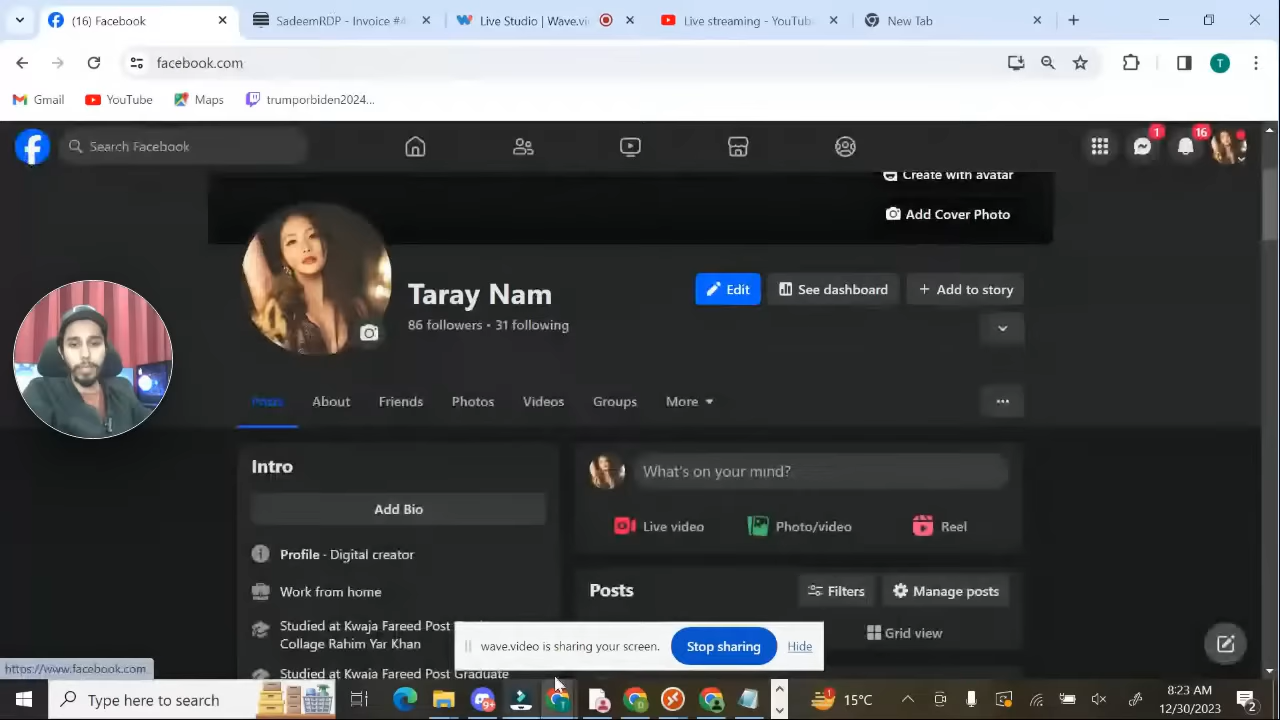 (16) Facebook
SadeemRDP - Invoice #4
Live Studio | Wave.vi
Live streaming - YouTub
New Tab
facebook.com
Gmail
YouTube
Maps
trumporbiden2024...
Search Facebook
1
16
Create with avatar
Add Cover Photo
Taray Nam
86 followers • 31 following
Edit
See dashboard
+ Add to story
Posts
About
Friends
Photos
Videos
Groups
More
Intro
Add Bio
Profile - Digital creator
Work from home
Studied at Kwaja Fareed Post Graduate
Collage Rahim Yar Khan
Studied at Kwaja Fareed Post Graduate
What's on your mind?
Live video
Photo/video
Reel
Posts
Filters
Manage posts
Grid view
wave.video is sharing your screen.
Stop sharing
Hide
https://www.facebook.com
Type here to search
15°C
8:23 AM
12/30/2023
2